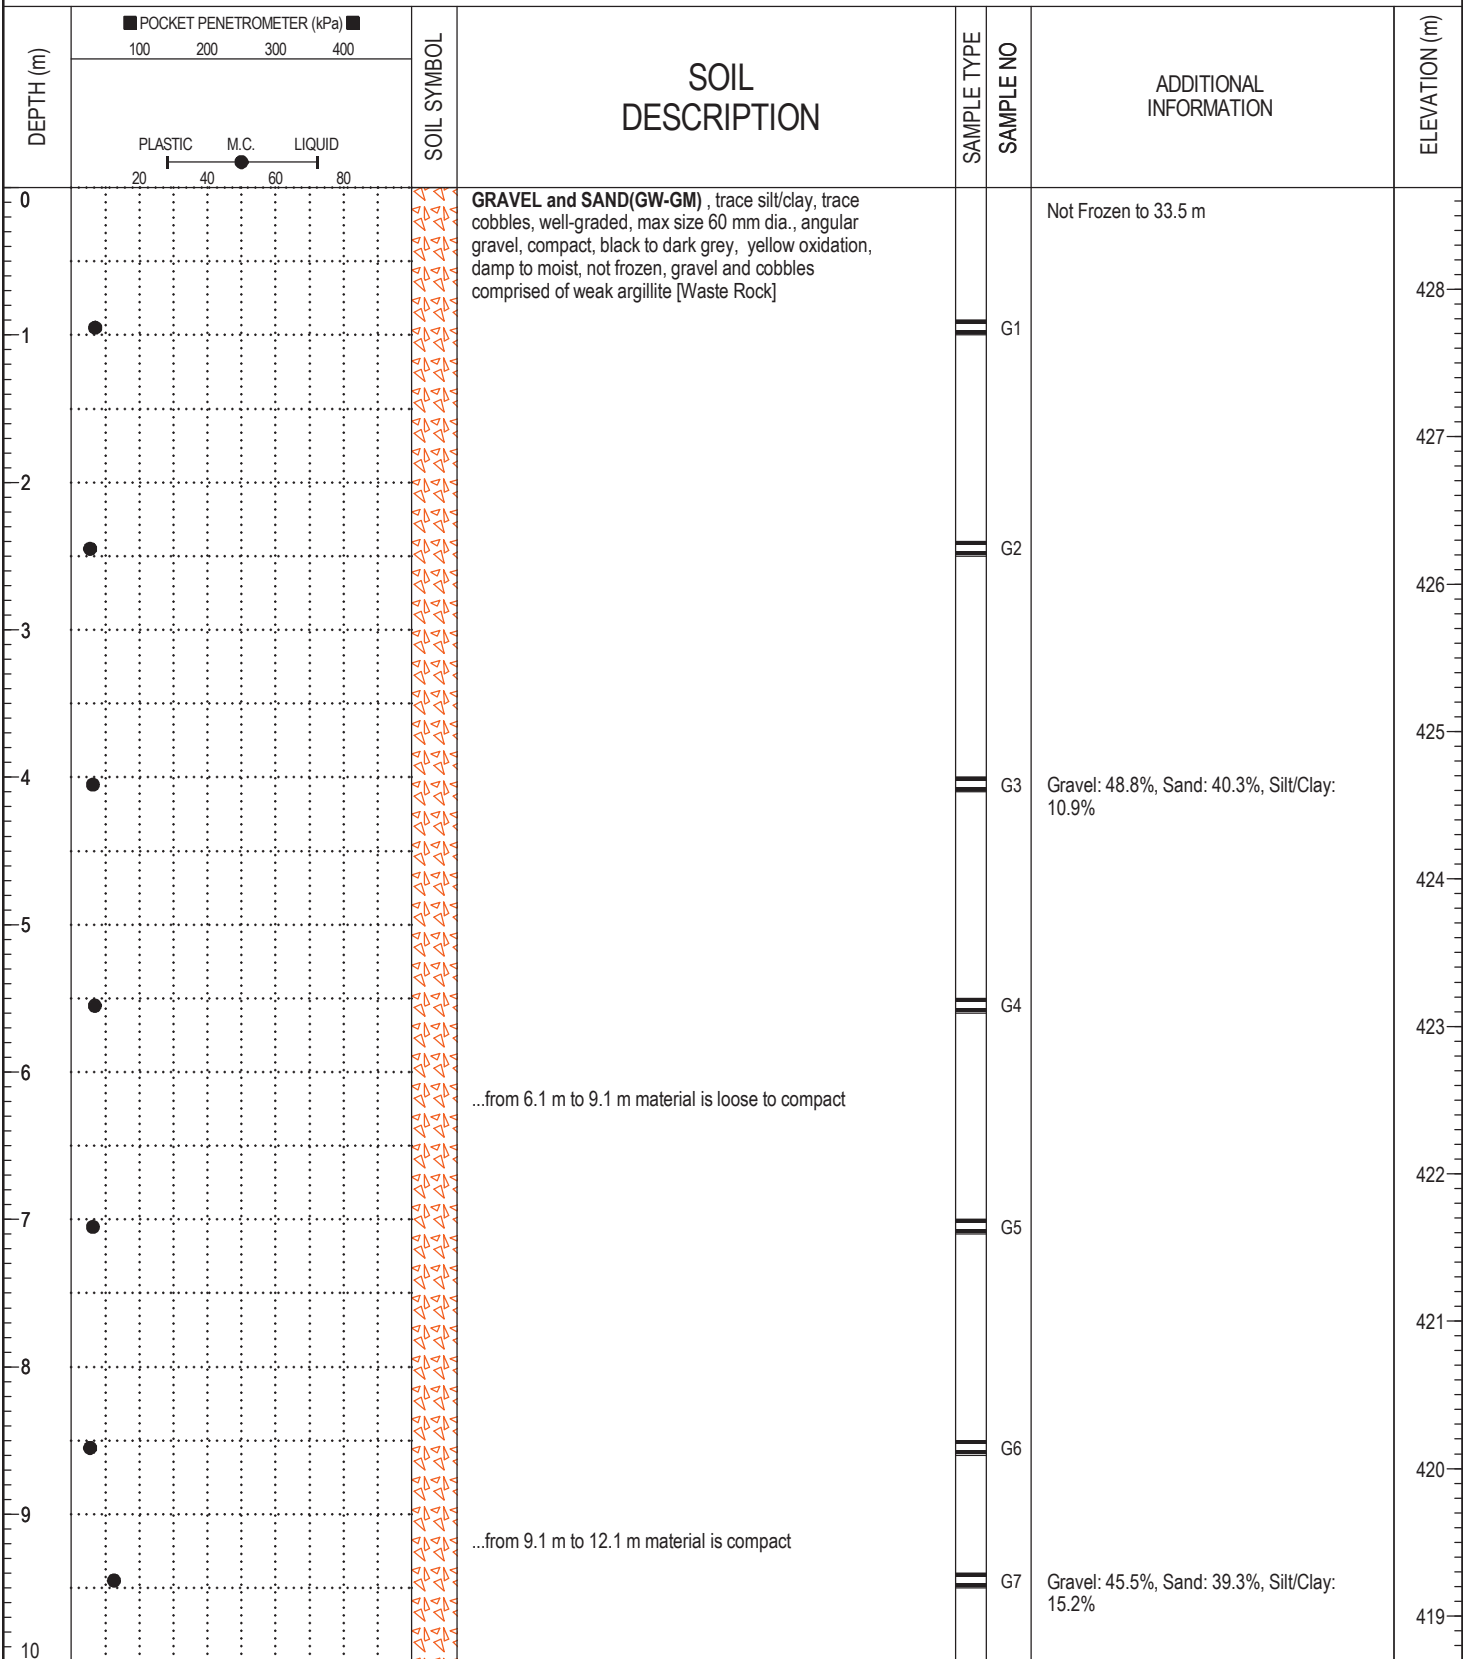 ■ POCKET PENETROMETER (kPa) ■
100 200 300 400
DEPTH (m)
PLASTIC M.C. LIQUID
20 40 60 80
SOIL SYMBOL
SOIL
DESCRIPTION
SAMPLE TYPE
SAMPLE NO
ADDITIONAL
INFORMATION
ELEVATION (m)
0
GRAVEL and SAND(GW-GM) , trace silt/clay, trace
cobbles, well-graded, max size 60 mm dia., angular
gravel, compact, black to dark grey, yellow oxidation,
damp to moist, not frozen, gravel and cobbles
comprised of weak argillite [Waste Rock]
Not Frozen to 33.5 m
428
G1
1
427
2
G2
426
3
425
4
G3
Gravel: 48.8%, Sand: 40.3%, Silt/Clay:
10.9%
424
5
G4
423
6
...from 6.1 m to 9.1 m material is loose to compact
422
7
G5
421
8
G6
420
9
...from 9.1 m to 12.1 m material is compact
G7
Gravel: 45.5%, Sand: 39.3%, Silt/Clay:
15.2%
419
10